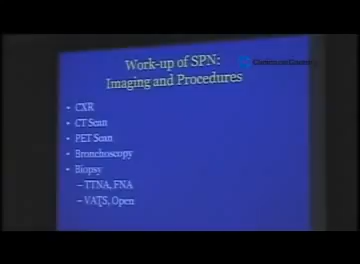 Work-up of SPN:
Imaging and Procedures
• CXR
• CT Scan
• PET Scan
• Bronchoscopy
• Biopsy
– TTNA, FNA
– VATS, Open